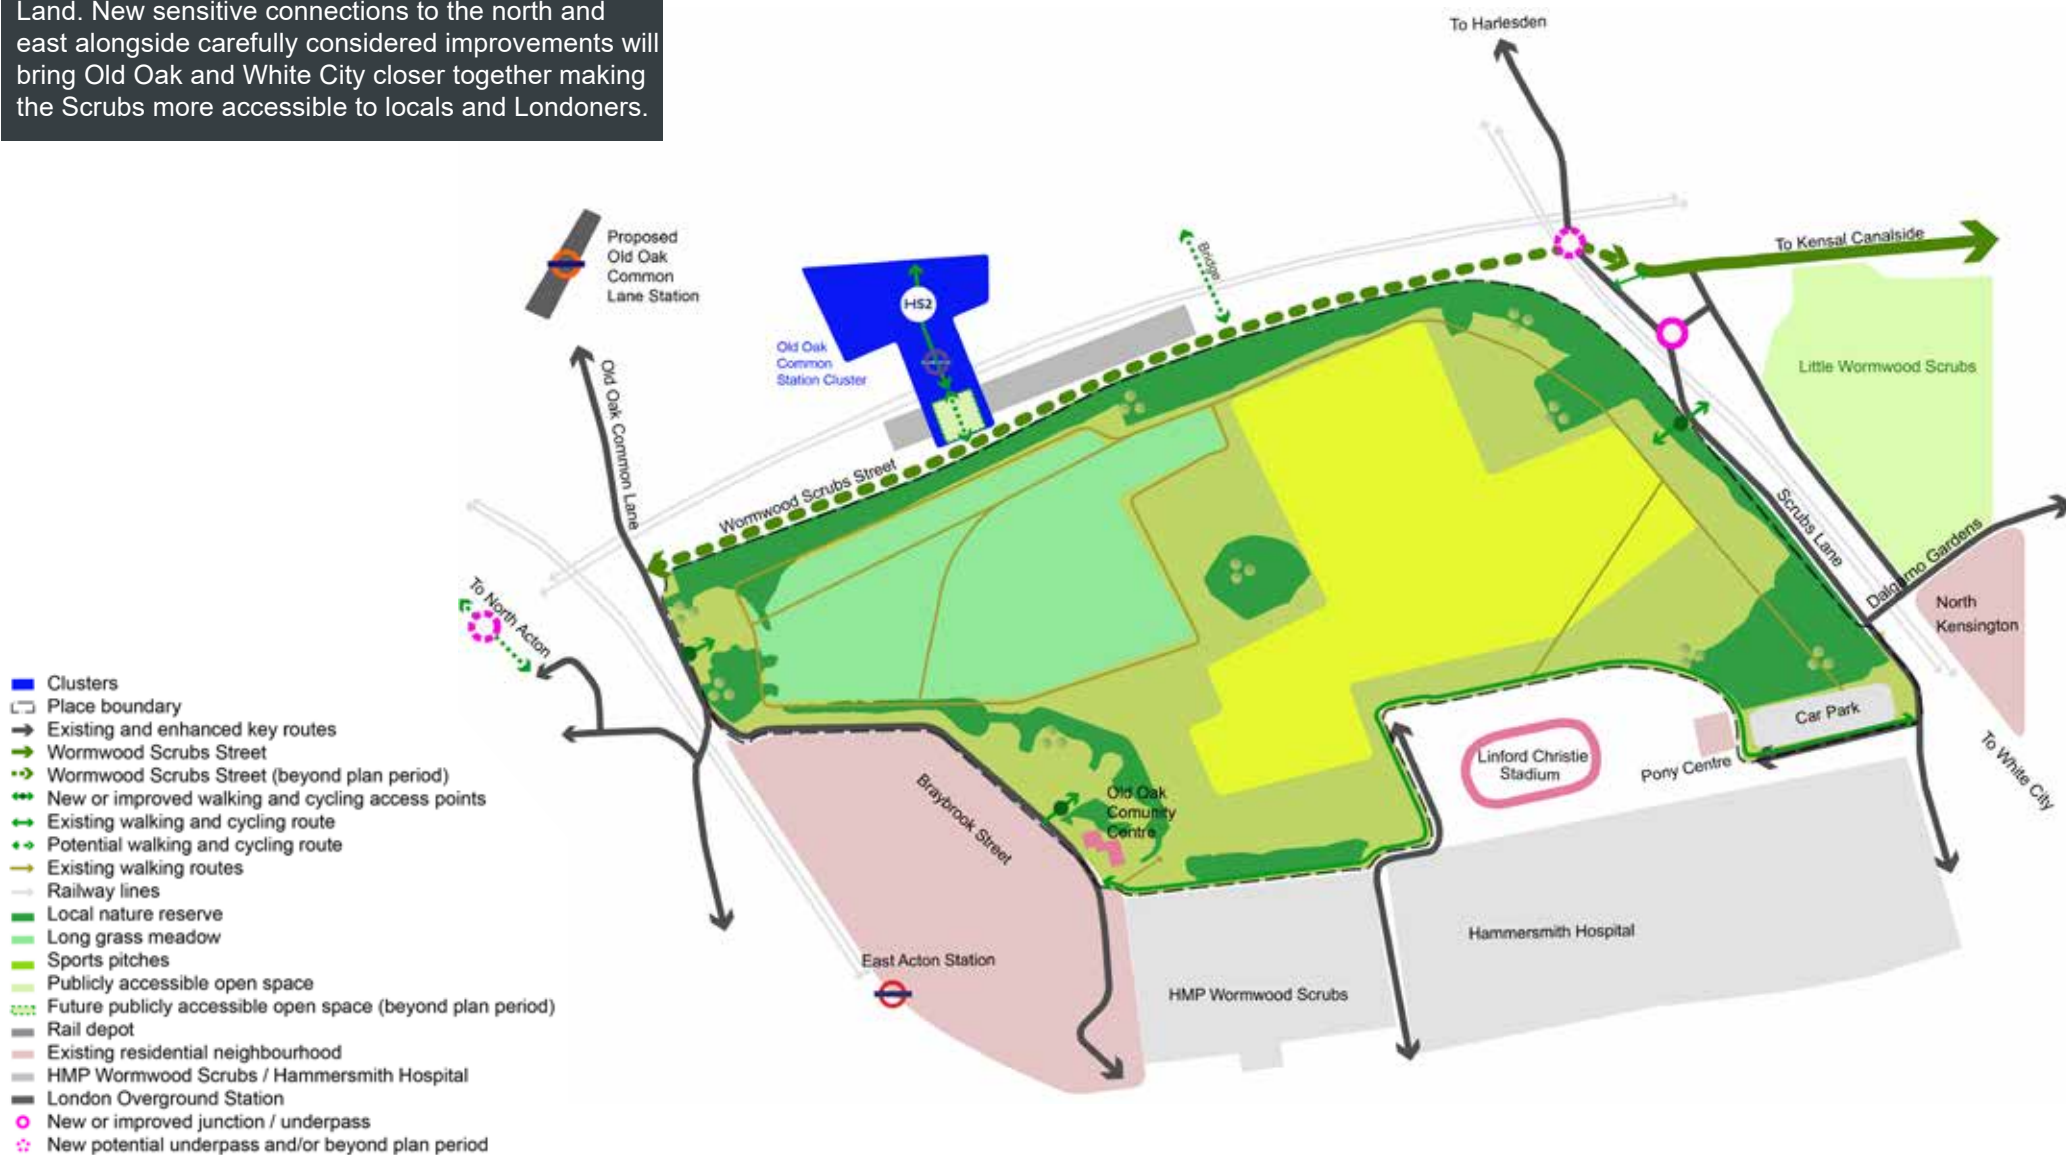 Land. New sensitive connections to the north and
east alongside carefully considered improvements will
bring Old Oak and White City closer together making
the Scrubs more accessible to locals and Londoners.
To Harlesden
Proposed
Old Oak
Common
Lane Station
HS2
Old Oak
Common
Station Cluster
Bridge
To Kensal Canalside
Little Wormwood Scrubs
Old Oak Common Lane
Wormwood Scrubs Street
Scrubs Lane
Dalgarno Gardens
North
Kensington
To North Acton
To White City
Car Park
Linford Christie
Stadium
Pony Centre
Braybrook Street
Old Oak
Comunity
Centre
East Acton Station
HMP Wormwood Scrubs
Hammersmith Hospital
Clusters
Place boundary
Existing and enhanced key routes
Wormwood Scrubs Street
Wormwood Scrubs Street (beyond plan period)
New or improved walking and cycling access points
Existing walking and cycling route
Potential walking and cycling route
Existing walking routes
Railway lines
Local nature reserve
Long grass meadow
Sports pitches
Publicly accessible open space
Future publicly accessible open space (beyond plan period)
Rail depot
Existing residential neighbourhood
HMP Wormwood Scrubs / Hammersmith Hospital
London Overground Station
New or improved junction / underpass
New potential underpass and/or beyond plan period